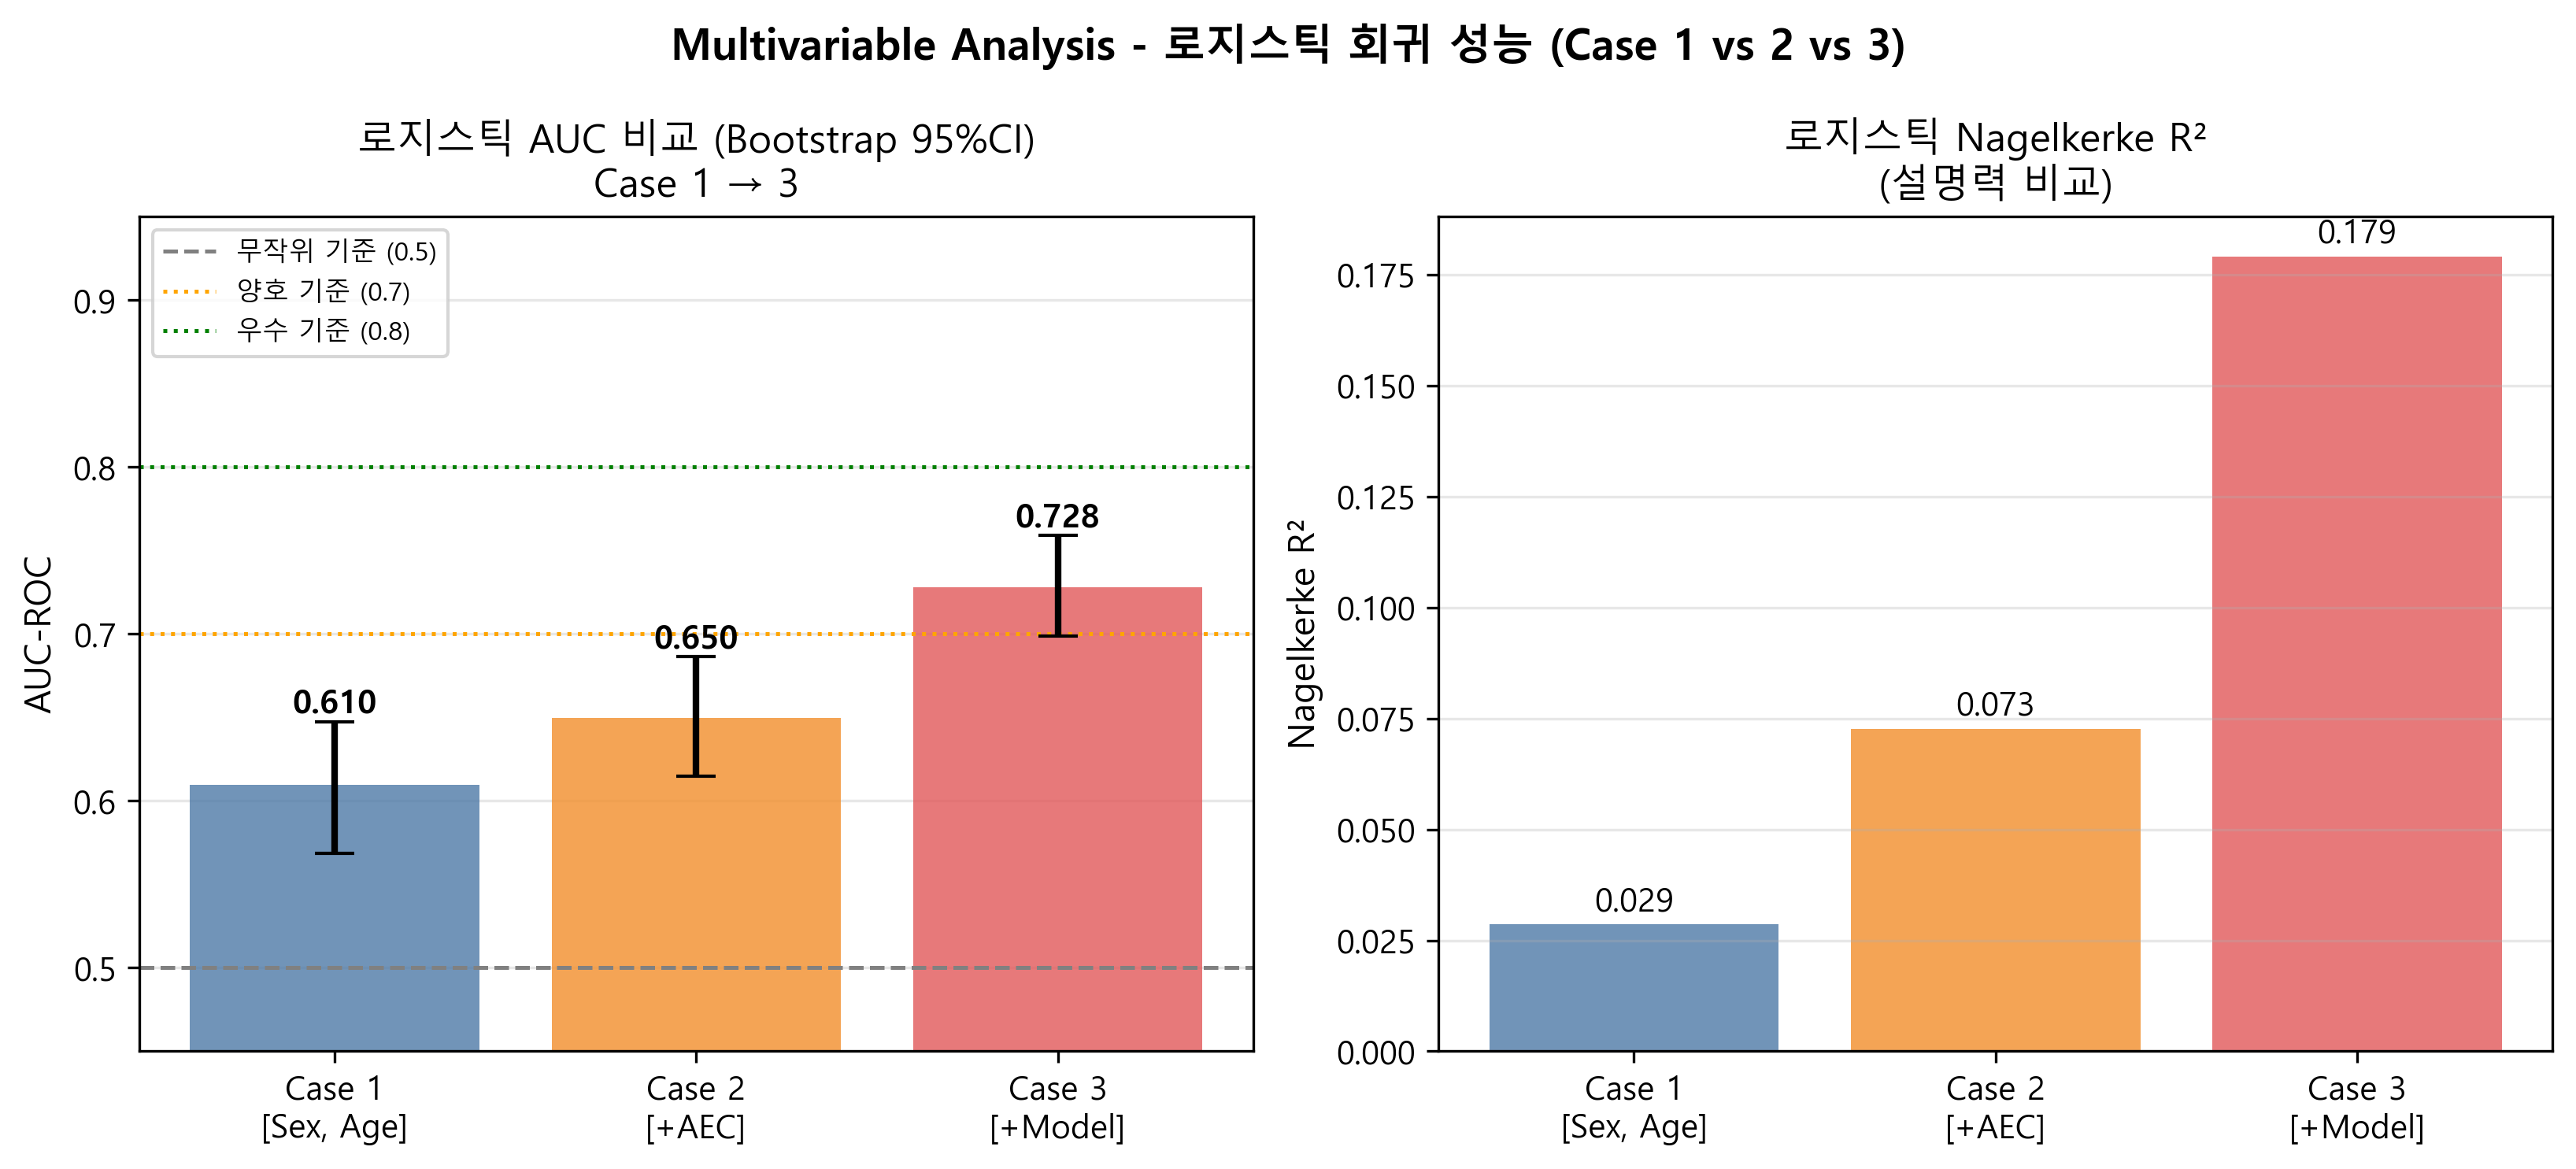 Multivariable Analysis - 로지스틱 회귀 성능 (Case 1 vs 2 vs 3)
로지스틱 AUC 비교 (Bootstrap 95%CI)
Case 1 → 3
무작위 기준 (0.5)
양호 기준 (0.7)
우수 기준 (0.8)
AUC-ROC
0.9
0.8
0.7
0.6
0.5
0.610
0.650
0.728
Case 1
[Sex, Age]
Case 2
[+AEC]
Case 3
[+Model]
로지스틱 Nagelkerke R²
(설명력 비교)
Nagelkerke R²
0.175
0.150
0.125
0.100
0.075
0.050
0.025
0.000
0.029
0.073
0.179
Case 1
[Sex, Age]
Case 2
[+AEC]
Case 3
[+Model]